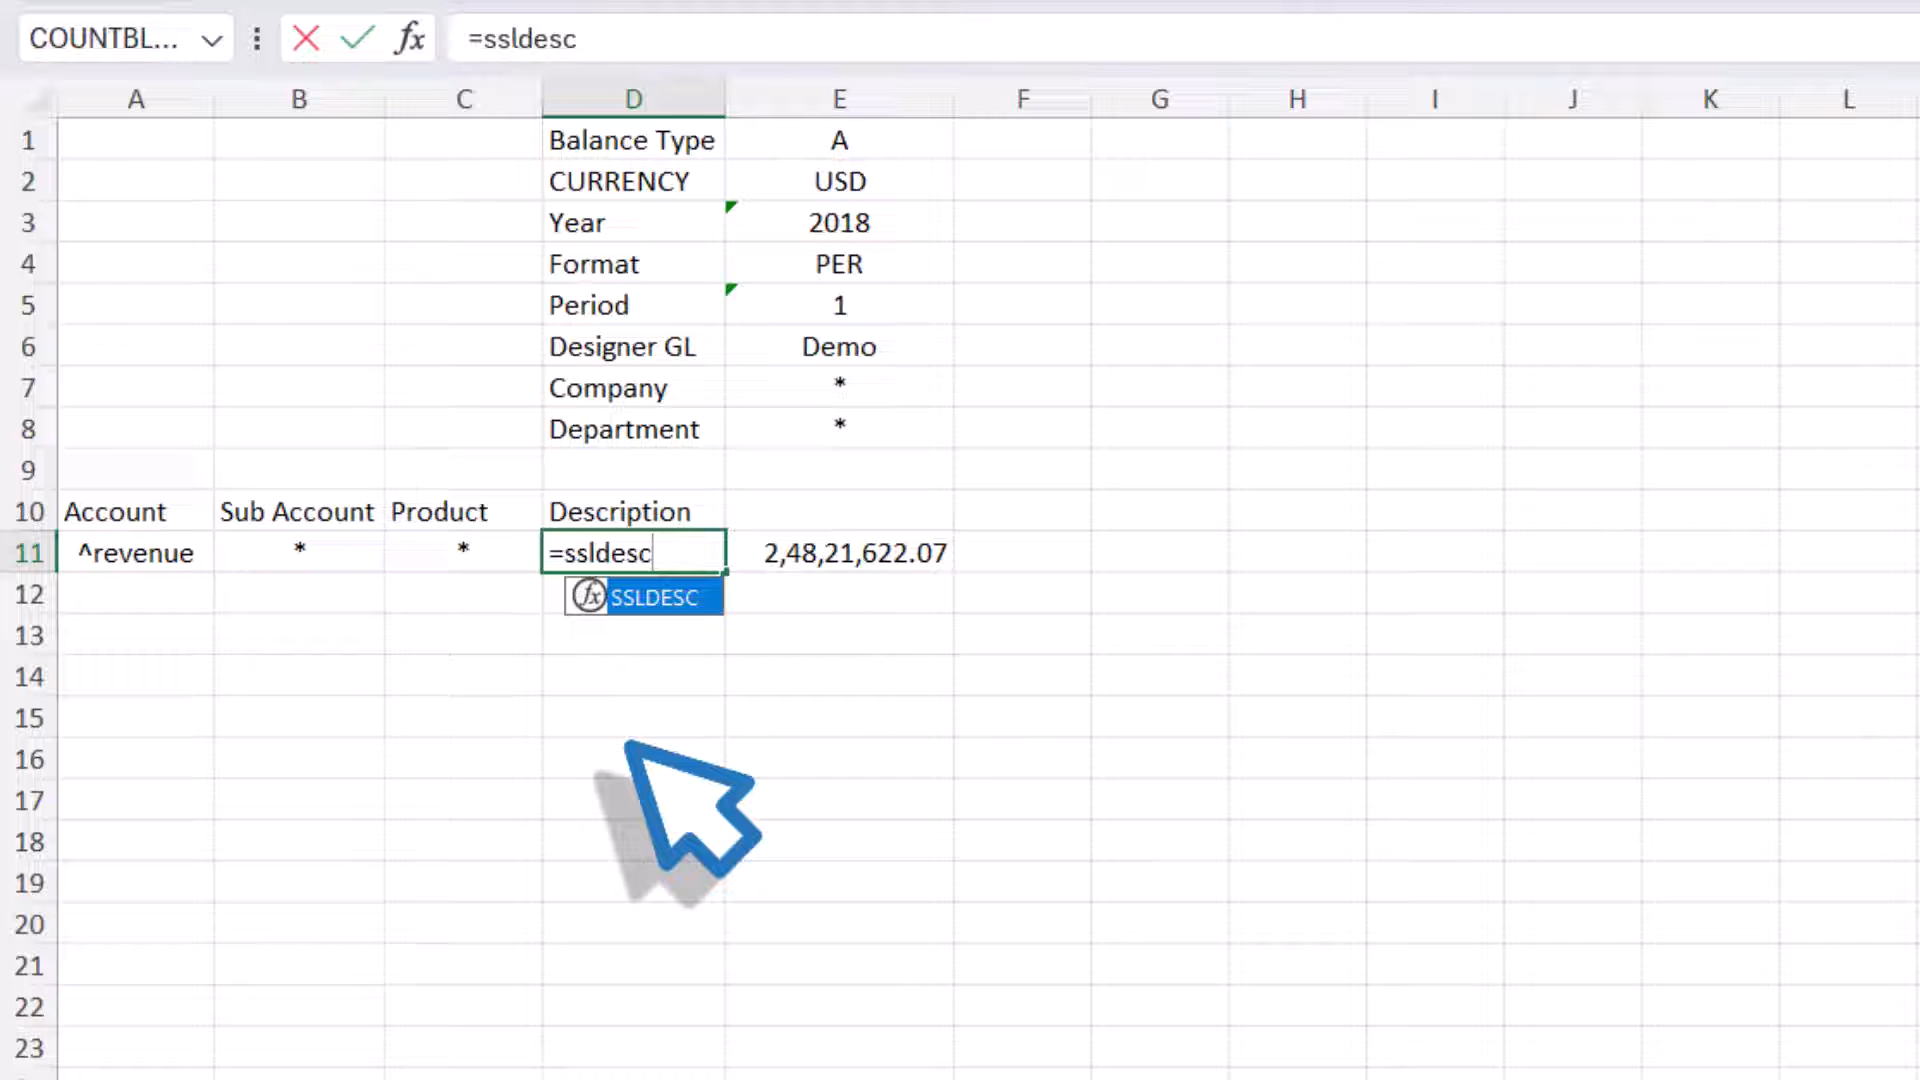 COUNTBL... fx =ssldesc
A B C D E F G H I J K L
1 Balance Type A
2 CURRENCY USD
3 Year 2018
4 Format PER
5 Period 1
6 Designer GL Demo
7 Company *
8 Department *
9
10 Account Sub Account Product Description
11 ^revenue * * =ssldesc 2,48,21,622.07
12 fx SSLDESC
13
14
15
16
17
18
19
20
21
22
23